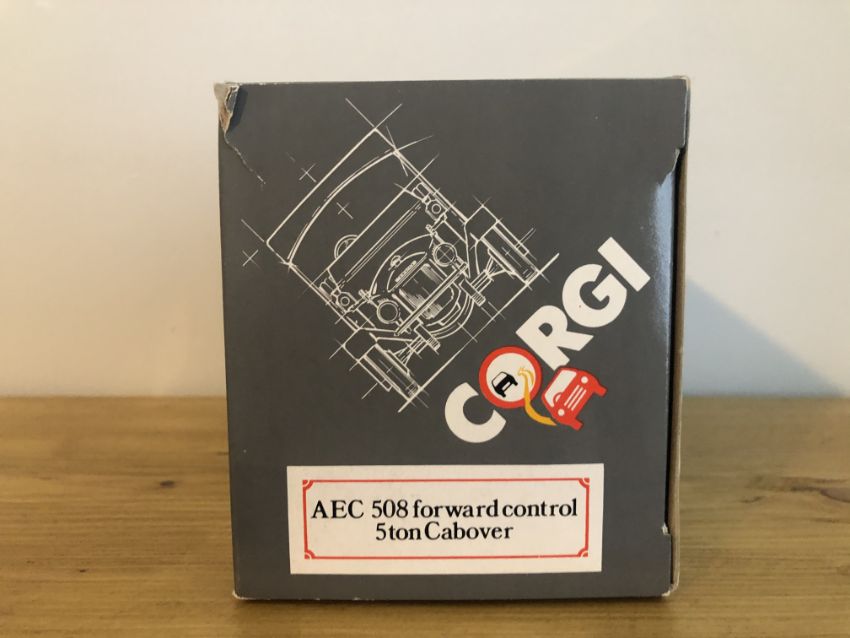 CORGI
AEC 508 forward control
5ton Cabover